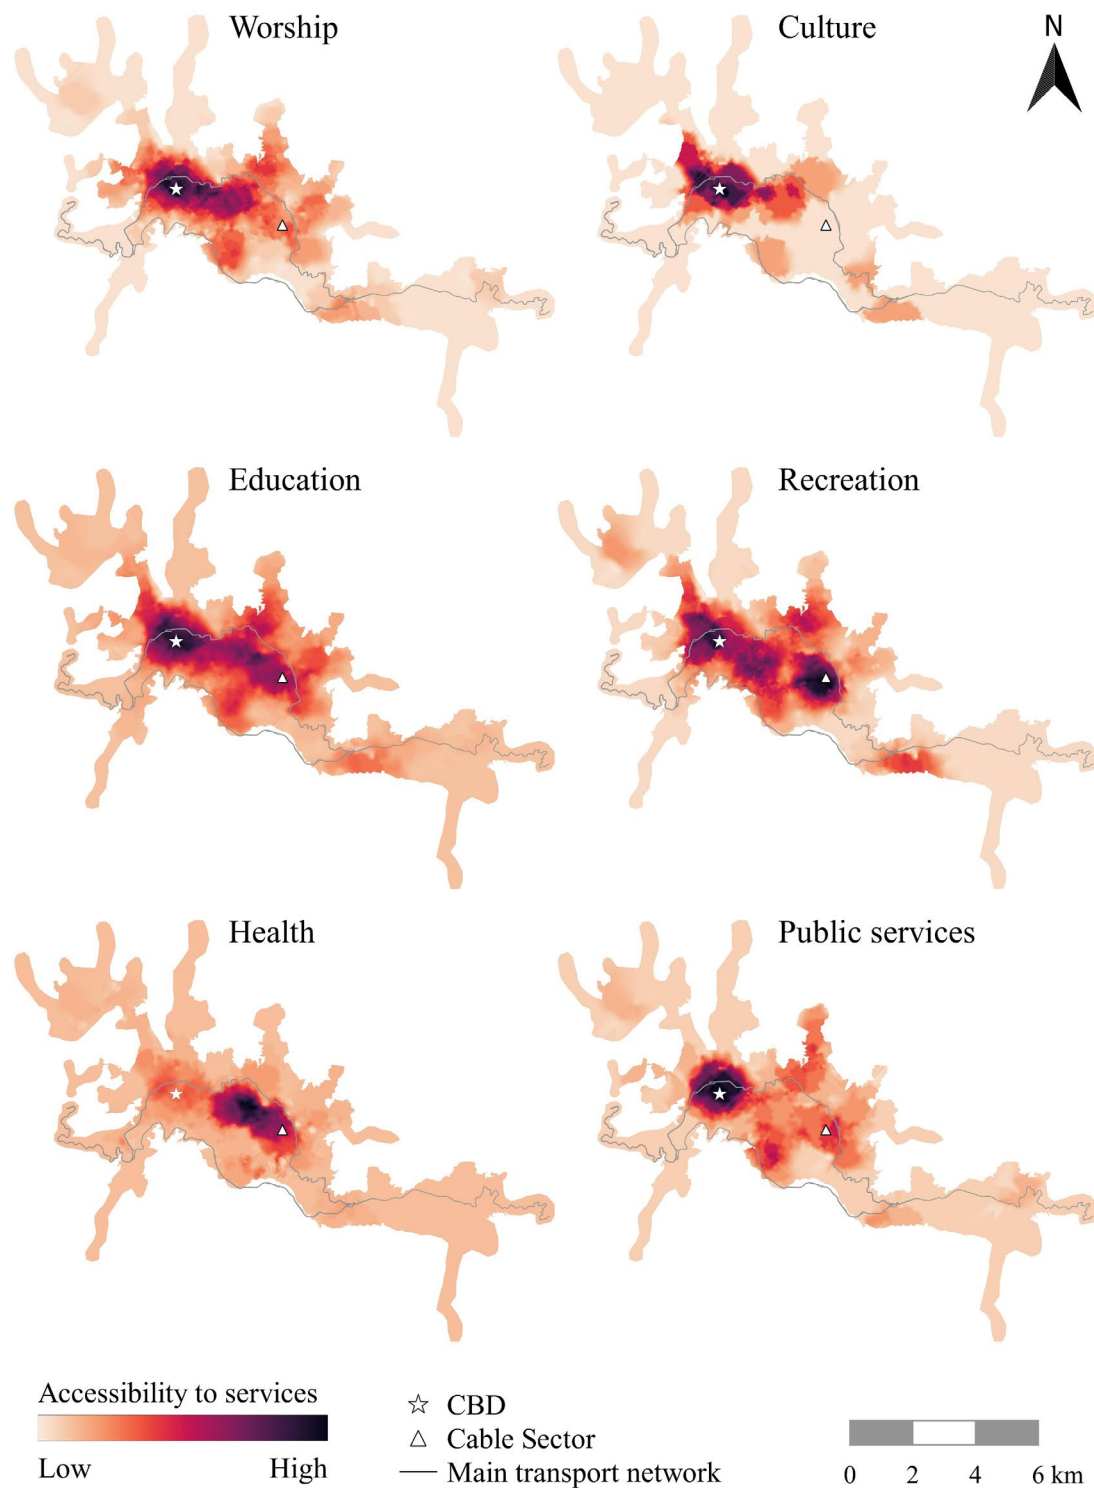 Worship
Culture
N
Education
Recreation
Health
Public services
Accessibility to services
Low High
CBD
Cable Sector
Main transport network
0 2 4 6 km